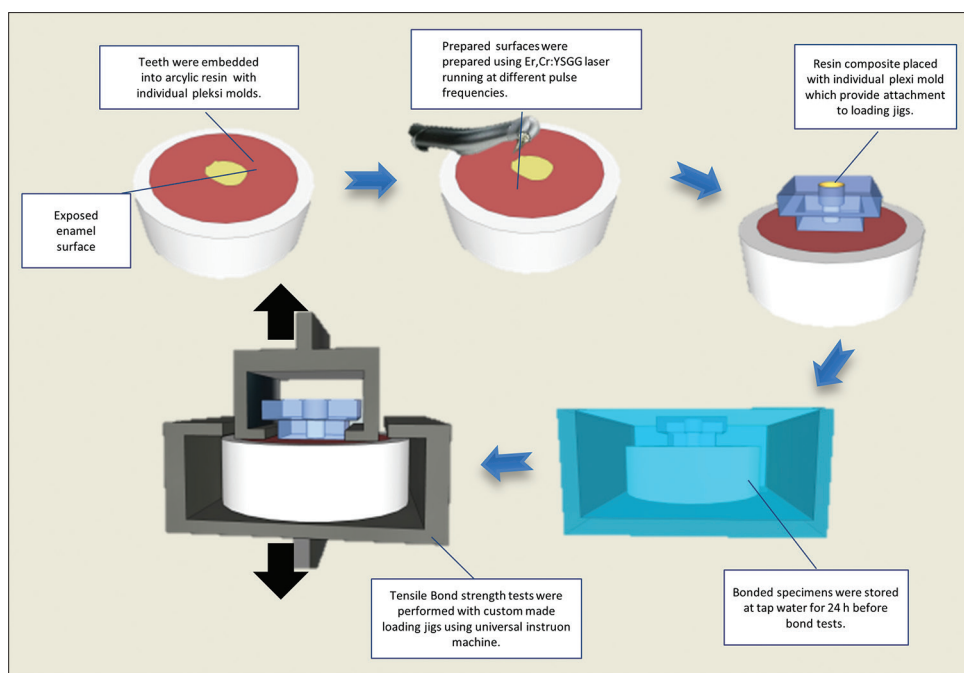 Teeth were embedded
into arcylic resin with
individual pleksi molds.
Prepared surfaces were
prepared using Er,Cr:YSGG laser
running at different pulse
frequencies.
Resin composite placed
with individual plexi mold
which provide attachment
to loading jigs.
Exposed
enamel
surface
Tensile Bond strength tests were
performed with custom made
loading jigs using universal instruon
machine.
Bonded specimens were stored
at tap water for 24 h before
bond tests.